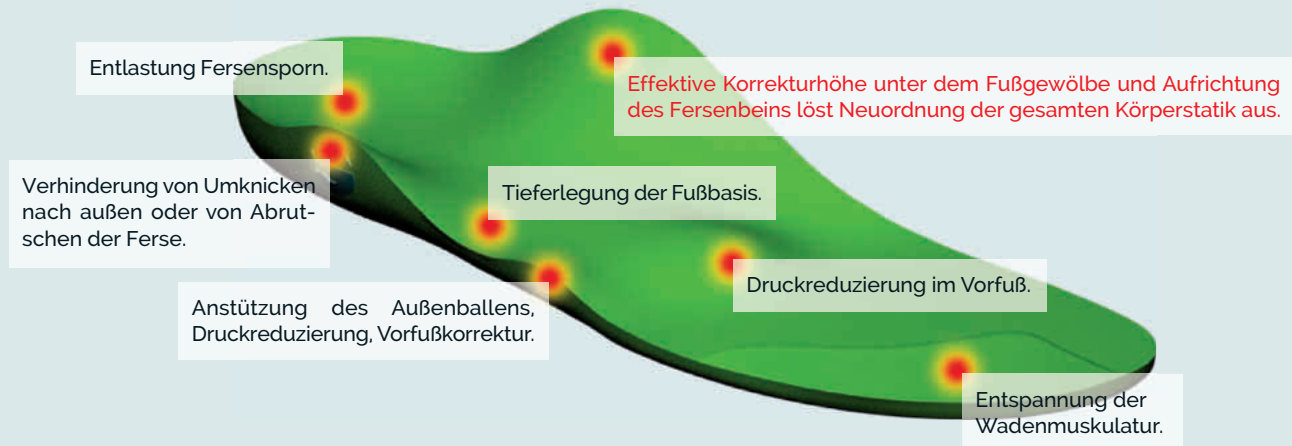 Entlastung Fersensporn.
Effektive Korrekturhöhe unter dem Fußgewölbe und Aufrichtung
des Fersenbeins löst Neuordnung der gesamten Körperstatik aus.
Verhinderung von Umknicken
nach außen oder von Abrut-
schen der Ferse.
Tieferlegung der Fußbasis.
Anstützung des Außenballens,
Druckreduzierung, Vorfußkorrektur.
Druckreduzierung im Vorfuß.
Entspannung der
Wadenmuskulatur.